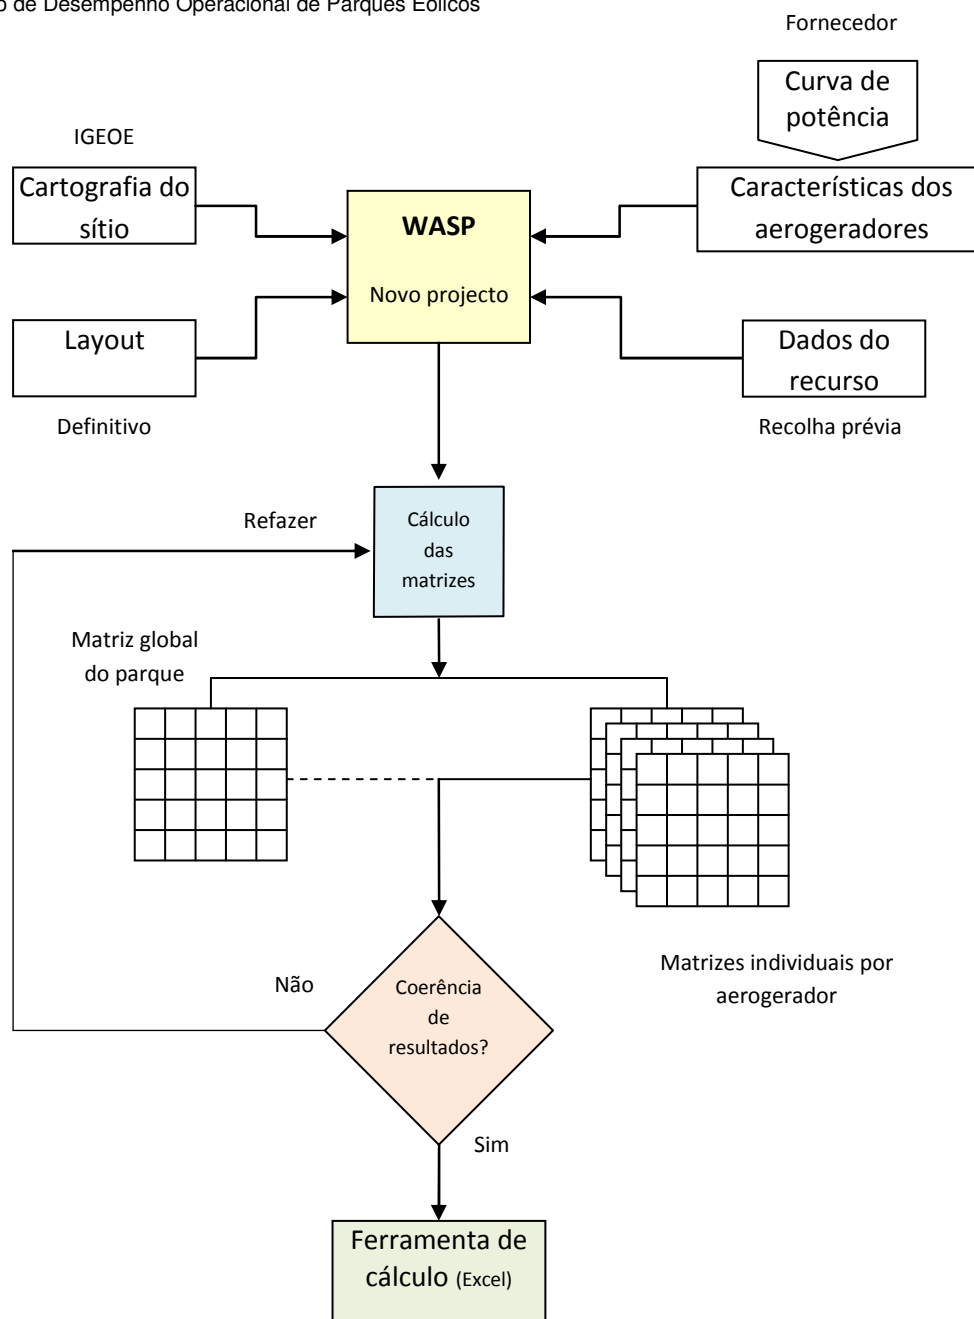 de Desempenho Operacional de Parques Eólicos
Fornecedor
Curva de
potência
IGEOE
Cartografia do
sítio
WASP
Novo projecto
Características dos
aerogeradores
Layout
Definitivo
Dados do
recurso
Recolha prévia
Refazer
Cálculo
das
matrizes
Matriz global
do parque
Matrizes individuais por
aerogerador
Não
Coerência
de
resultados?
Sim
Ferramenta de
cálculo (Excel)